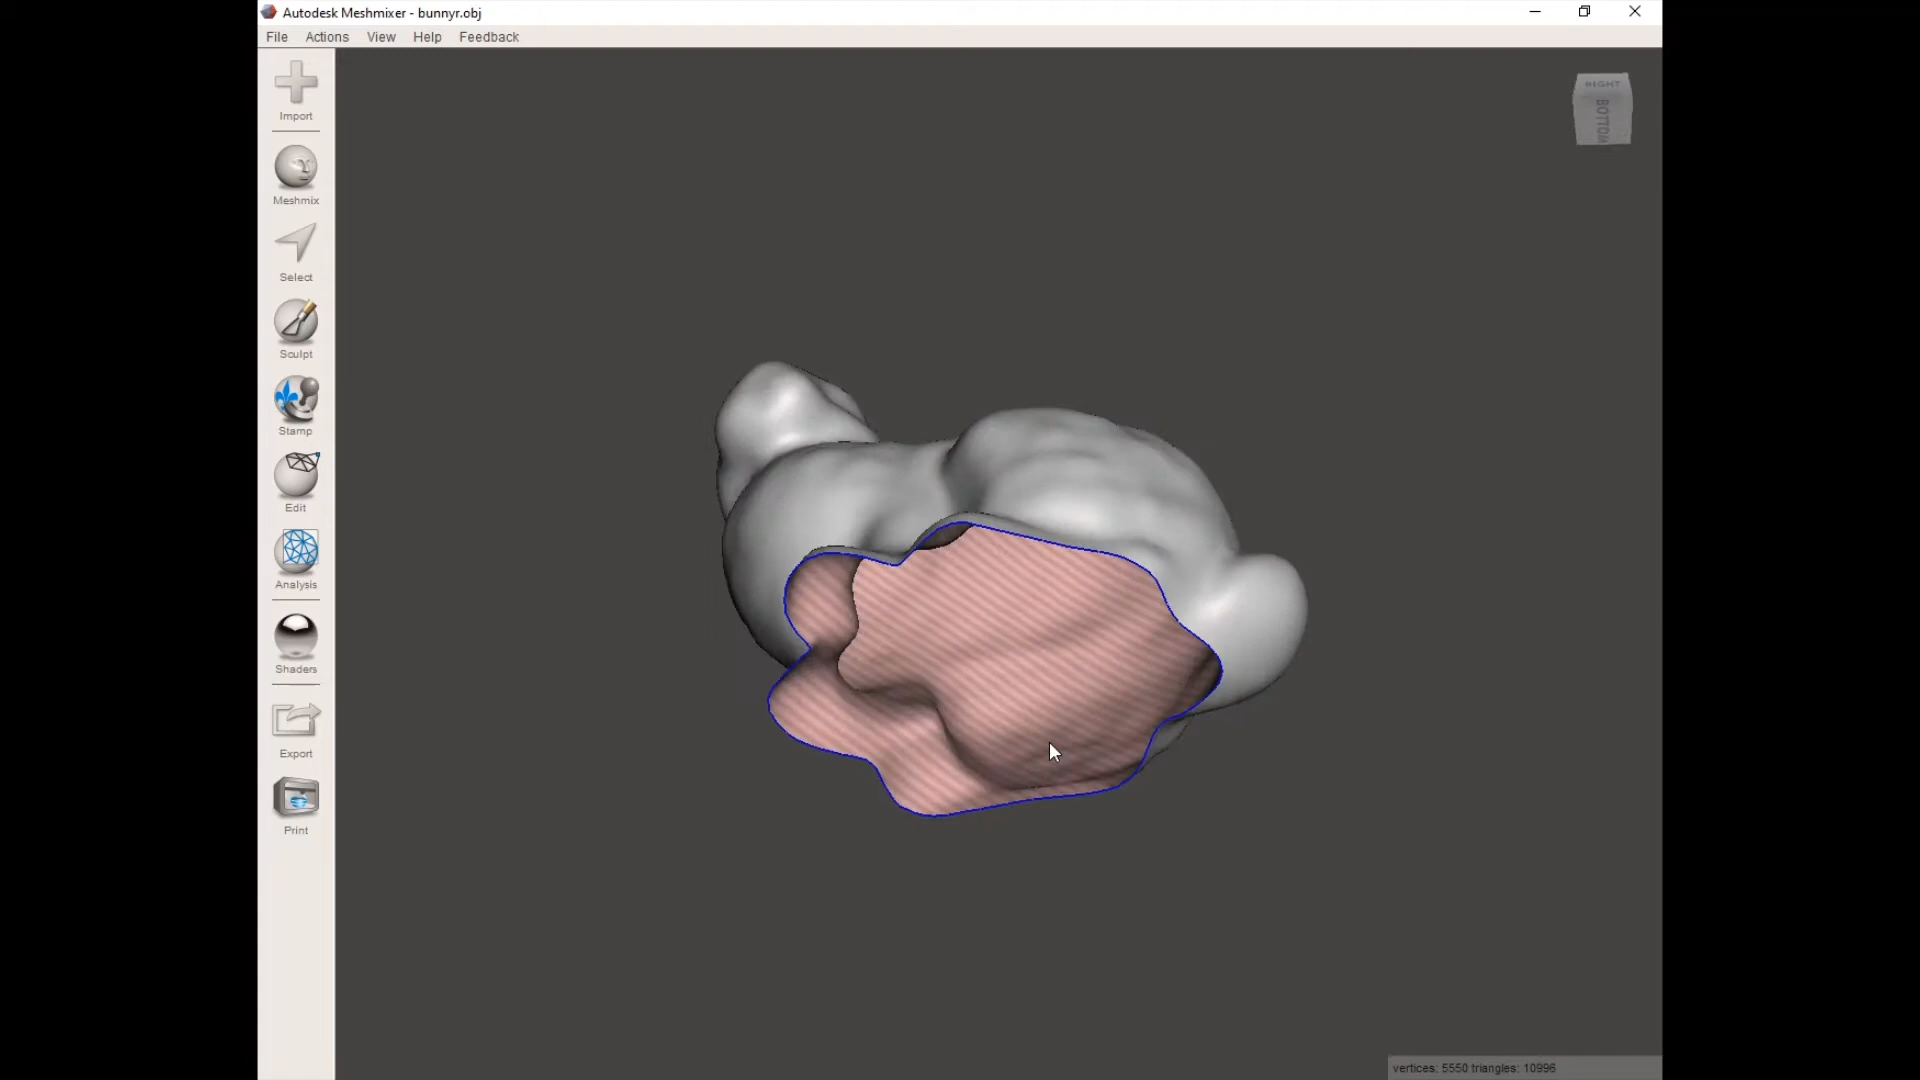 Autodesk Meshmixer - bunnyr.obj
File Actions View Help Feedback
Import
Meshmix
Select
Sculpt
Stamp
Edit
Analysis
Shaders
Export
Print
RIGHT
BOTTOM
vertices: 5550 triangles: 10996